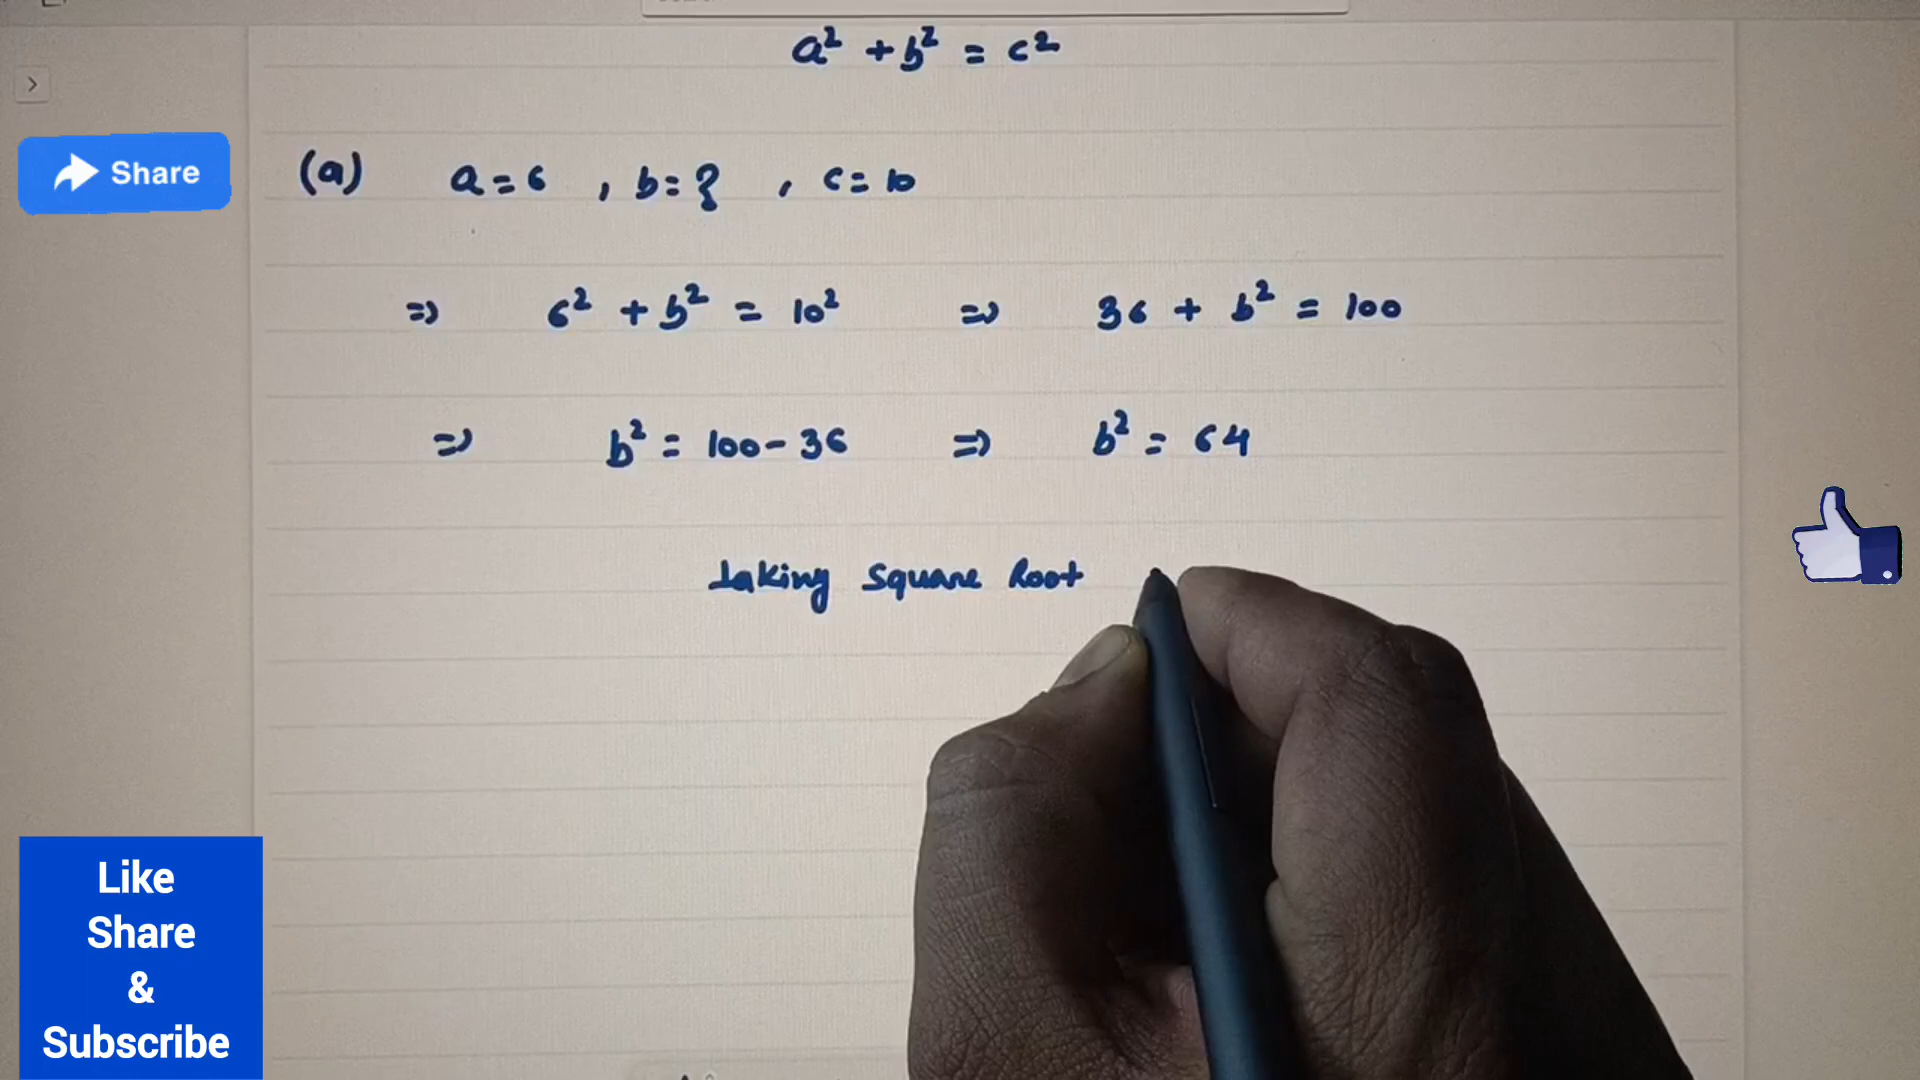 a² + b² = c²
Share
(a) a = 6 , b = ? , c = 10
⇒ 6² + b² = 10² ⇒ 36 + b² = 100
⇒ b² = 100 - 36 ⇒ b² = 64
taking square Root
Like
Share
&
Subscribe